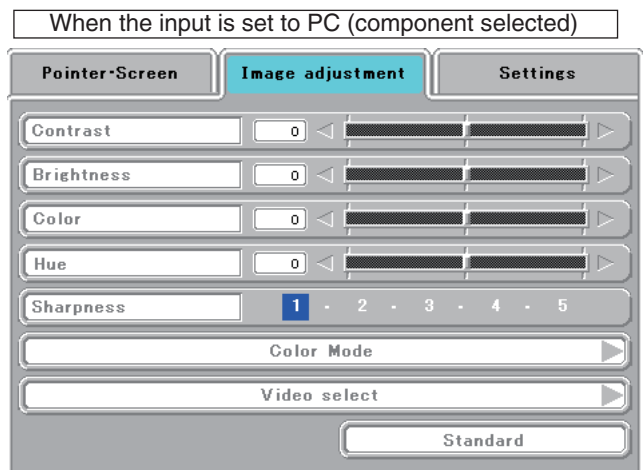 When the input is set to PC (component selected)
Pointer·Screen Image adjustment Settings
Contrast 0
Brightness 0
Color 0
Hue 0
Sharpness 1 - 2 - 3 - 4 - 5
Color Mode
Video select
Standard